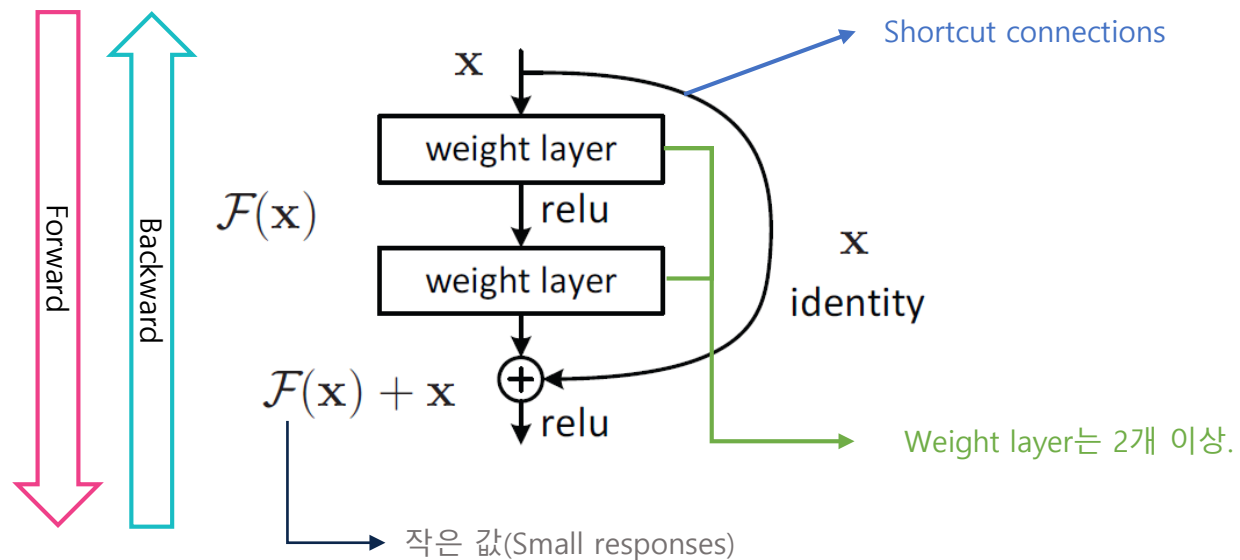 Shortcut connections
x
weight layer
relu
F(x)
Forward
Backward
weight layer
x
identity
F(x) + x
+
relu
Weight layer는 2개 이상.
작은 값(Small responses)